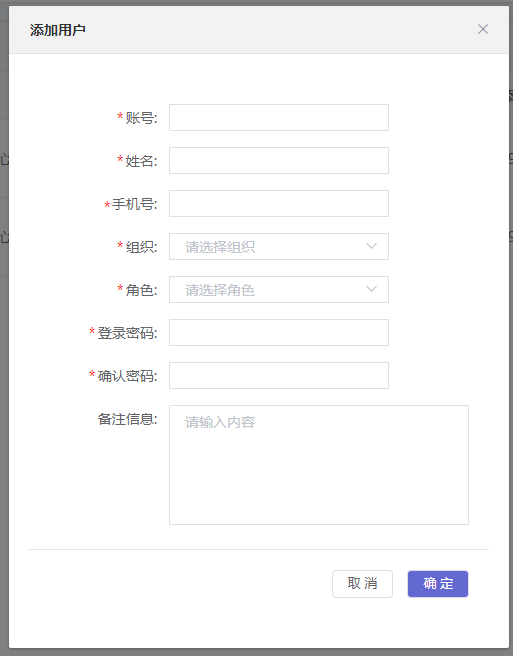 添加用户
*账号:
*姓名:
*手机号:
*组织: 请选择组织
*角色: 请选择角色
*登录密码:
*确认密码:
备注信息: 请输入内容
取消 确定